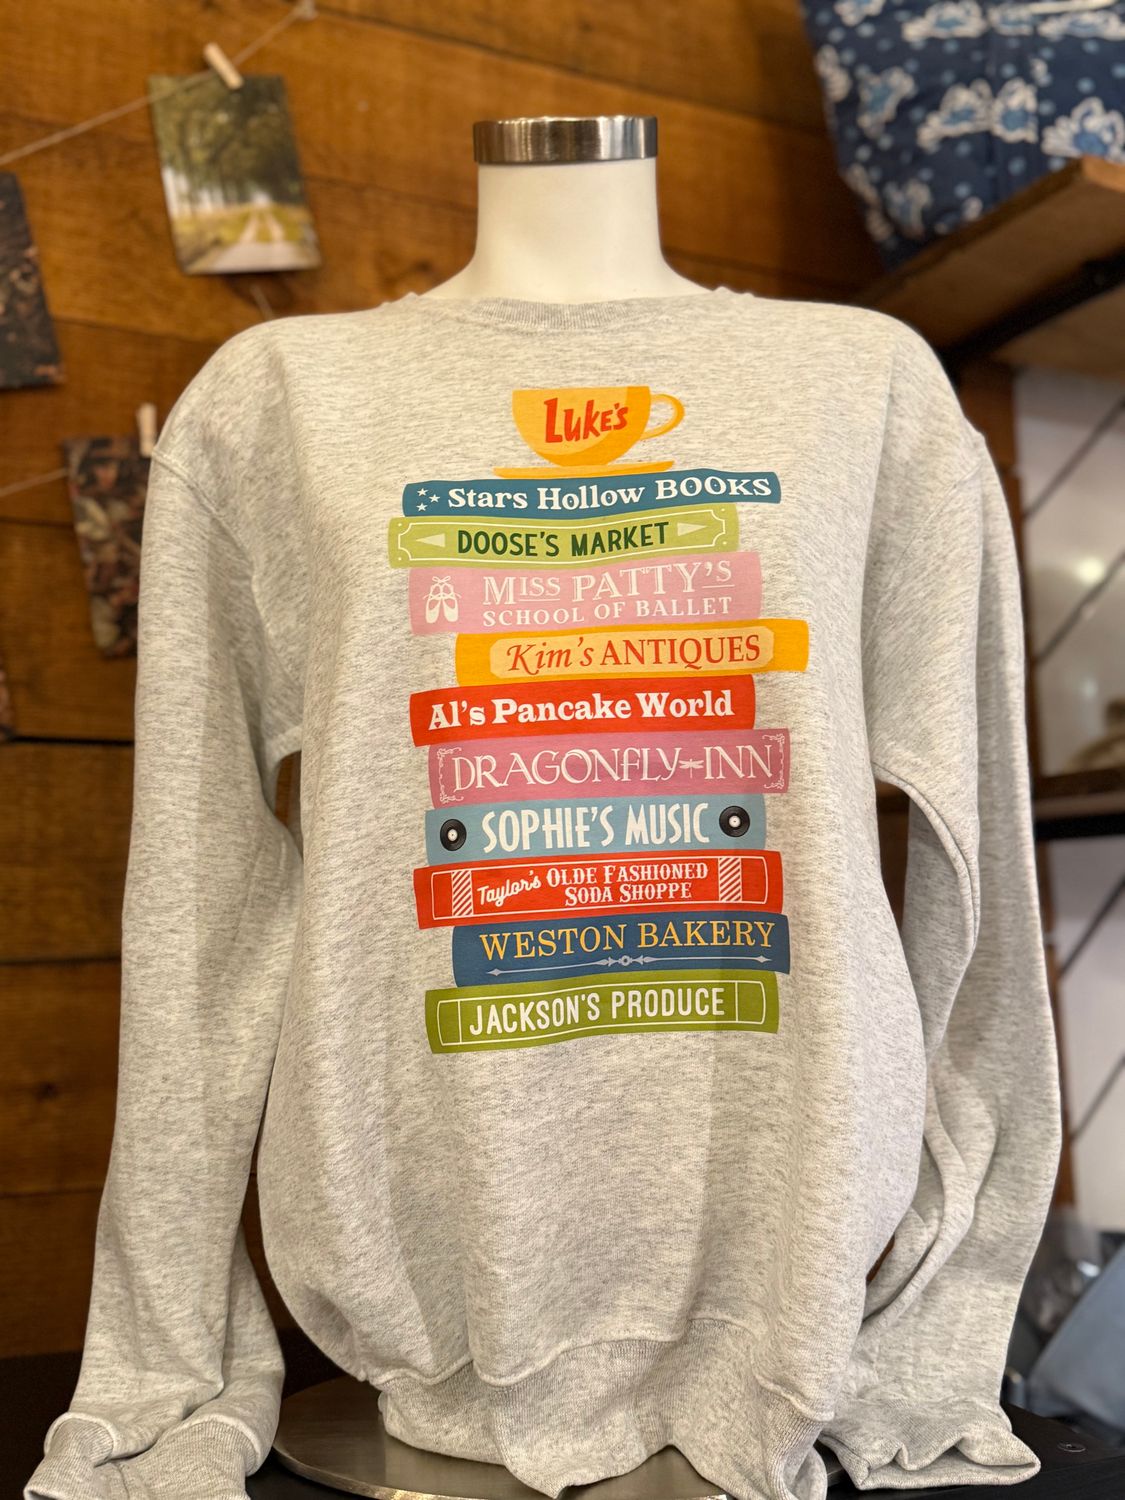 Luke's
Stars Hollow BOOKS
DOOSE'S MARKET
MISS PATTY'S
SCHOOL OF BALLET
Kim's ANTIQUES
Al's Pancake World
DRAGONFLY INN
SOPHIE'S MUSIC
Taylor's OLDE FASHIONED
SODA SHOPPE
WESTON BAKERY
JACKSON'S PRODUCE